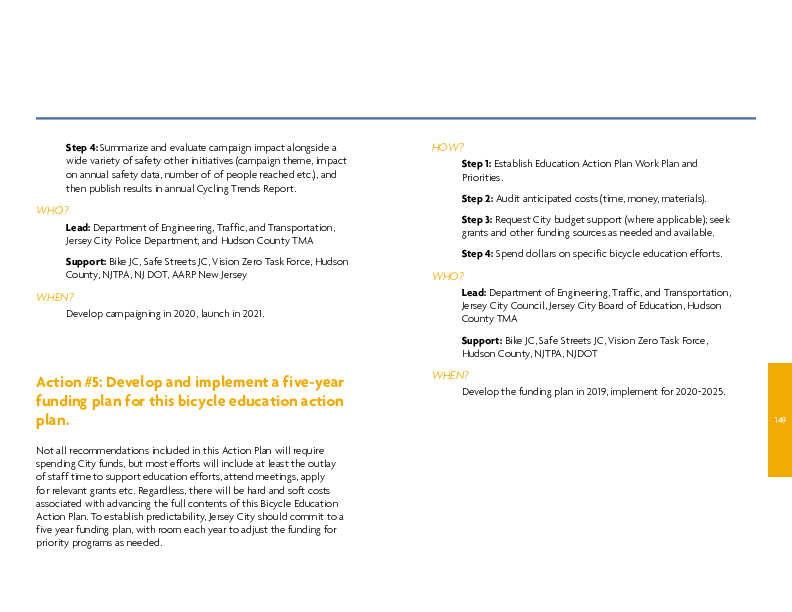 Step 4: Summarize and evaluate campaign impact alongside a
wide variety of safety other initiatives (campaign theme, impact
on annual safety data, number of of people reached etc.), and
then publish results in annual Cycling Trends Report.
WHO?
Lead: Department of Engineering, Traffic, and Transportation,
Jersey City Police Department, and Hudson County TMA
Support: Bike JC, Safe Streets JC, Vision Zero Task Force, Hudson
County, NJTPA, NJ DOT, AARP New Jersey
WHEN?
Develop campaigning in 2020, launch in 2021.
Action #5: Develop and implement a five-year
funding plan for this bicycle education action
plan.
Not all recommendations included in this Action Plan will require
spending City funds, but most efforts will include at least the outlay
of staff time to support education efforts, attend meetings, apply
for relevant grants etc. Regardless, there will be hard and soft costs
associated with advancing the full contents of this Bicycle Education
Action Plan. To establish predictability, Jersey City should commit to a
five year funding plan, with room each year to adjust the funding for
priority programs as needed.
HOW?
Step 1: Establish Education Action Plan Work Plan and
Priorities.
Step 2: Audit anticipated costs (time, money, materials).
Step 3: Request City budget support (where applicable); seek
grants and other funding sources as needed and available.
Step 4: Spend dollars on specific bicycle education efforts.
WHO?
Lead: Department of Engineering, Traffic, and Transportation,
Jersey City Council, Jersey City Board of Education, Hudson
County TMA
Support: Bike JC, Safe Streets JC, Vision Zero Task Force,
Hudson County, NJTPA, NJDOT
WHEN?
Develop the funding plan in 2019, implement for 2020-2025.
149